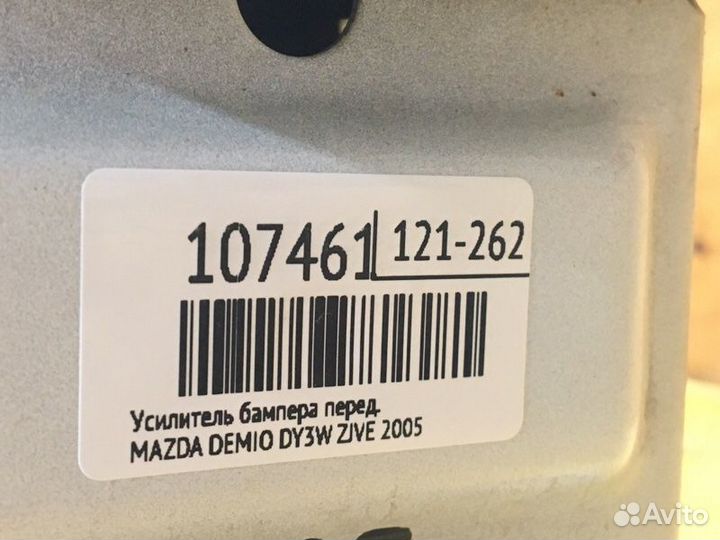 107461 121-262
Усилитель бампера перед.
MAZDA DEMIO DY3W ZJVE 2005
Avito